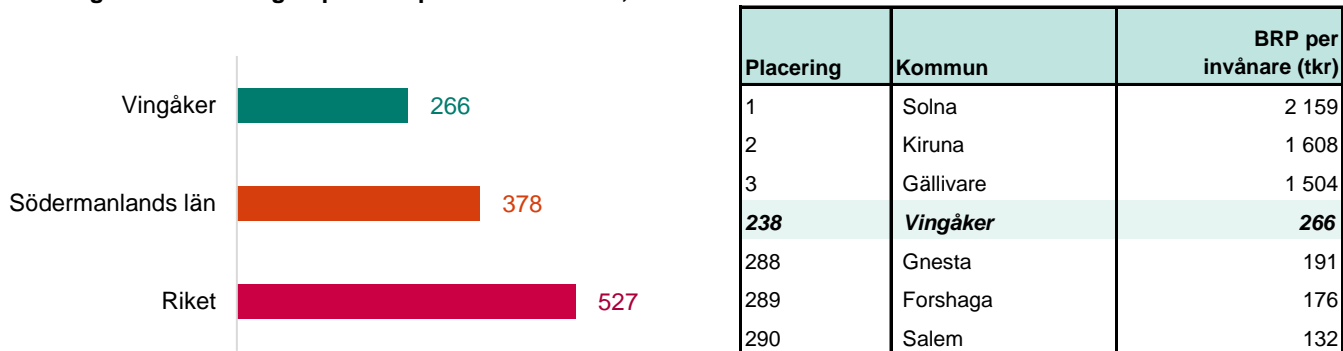 Vingåker 266
Södermanlands län 378
Riket 527
Placering Kommun BRP per invånare (tkr)
1 Solna 2 159
2 Kiruna 1 608
3 Gällivare 1 504
238 Vingåker 266
288 Gnesta 191
289 Forshaga 176
290 Salem 132